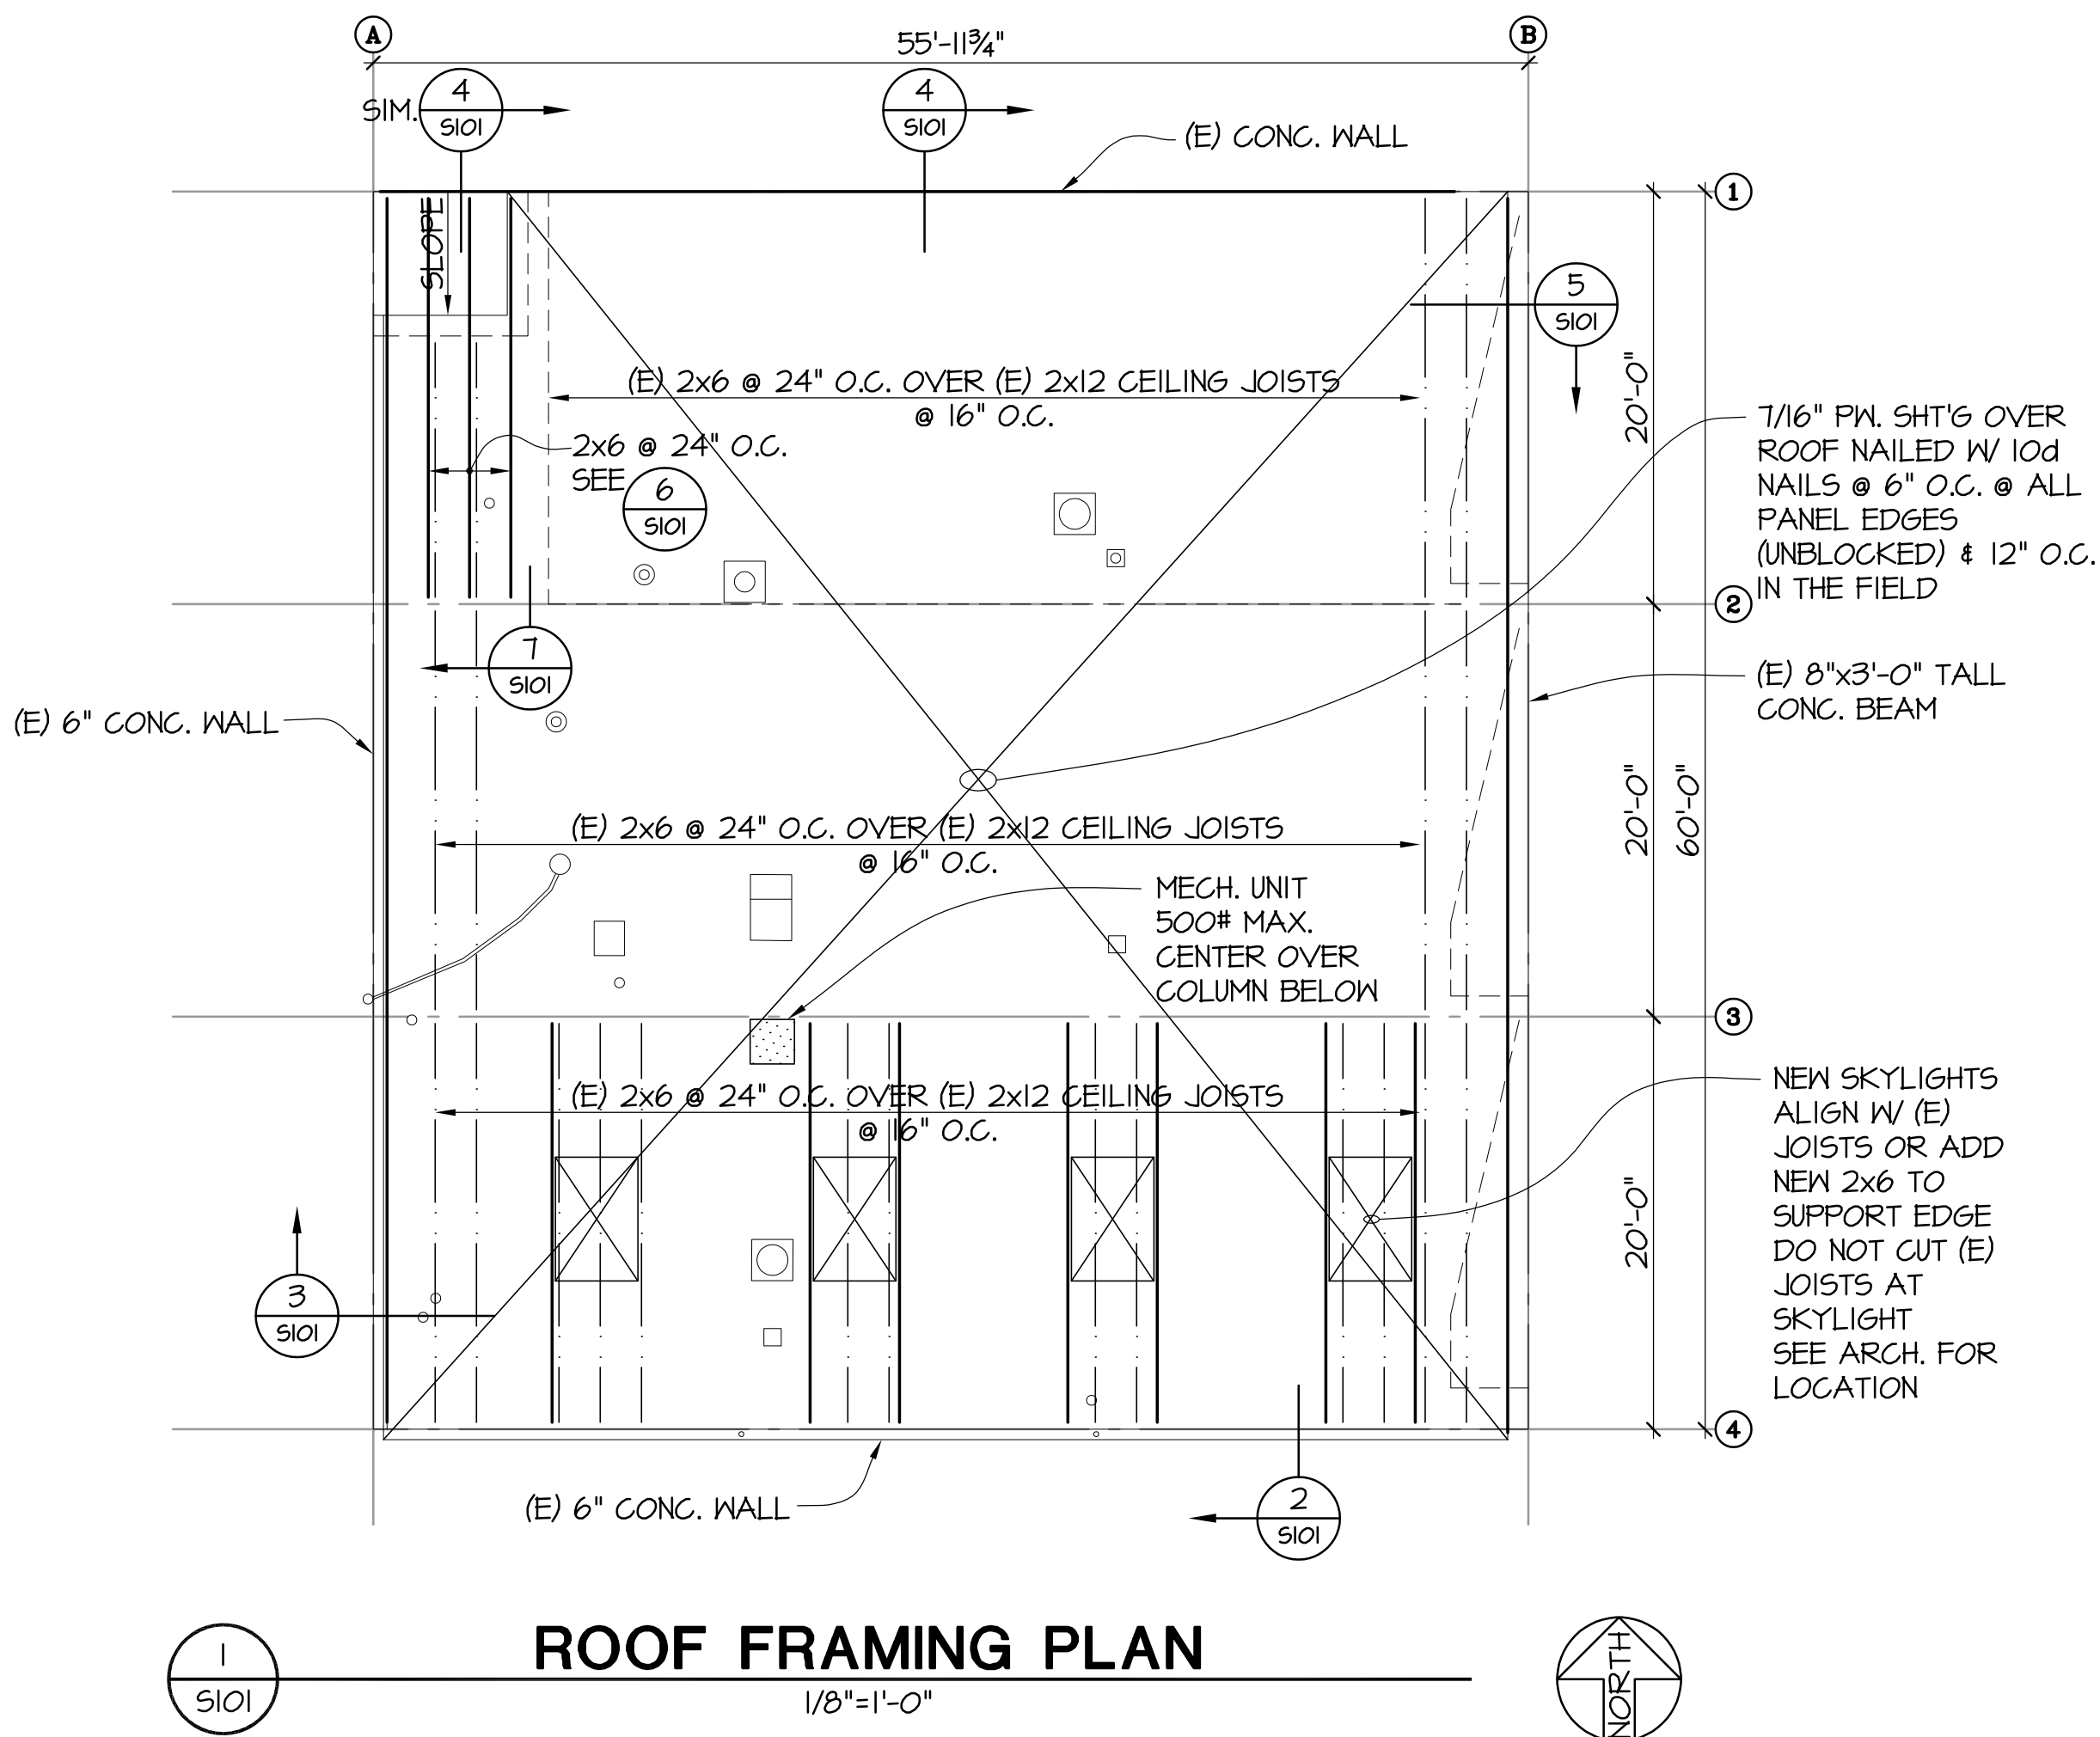 A
B
55'-11¾"
SIM.
4
S101
4
S101
(E) CONC. WALL
1
SLOPE
5
S101
20'-0"
(E) 2x6 @ 24" O.C. OVER (E) 2x12 CEILING JOISTS
@ 16" O.C.
2x6 @ 24" O.C.
SEE
6
S101
7/16" PW. SHT'G OVER
ROOF NAILED W/ 10d
NAILS @ 6" O.C. @ ALL
PANEL EDGES
(UNBLOCKED) & 12" O.C.
IN THE FIELD
2
7
S101
(E) 8"x3'-0" TALL
CONC. BEAM
(E) 6" CONC. WALL
20'-0"
60'-0"
(E) 2x6 @ 24" O.C. OVER (E) 2x12 CEILING JOISTS
@ 16" O.C.
MECH. UNIT
500# MAX.
CENTER OVER
COLUMN BELOW
3
(E) 2x6 @ 24" O.C. OVER (E) 2x12 CEILING JOISTS
@ 16" O.C.
NEW SKYLIGHTS
ALIGN W/ (E)
JOISTS OR ADD
NEW 2x6 TO
SUPPORT EDGE
DO NOT CUT (E)
JOISTS AT
SKYLIGHT
SEE ARCH. FOR
LOCATION
20'-0"
3
S101
4
(E) 6" CONC. WALL
2
S101
1
S101
ROOF FRAMING PLAN
1/8"=1'-0"
NORTH